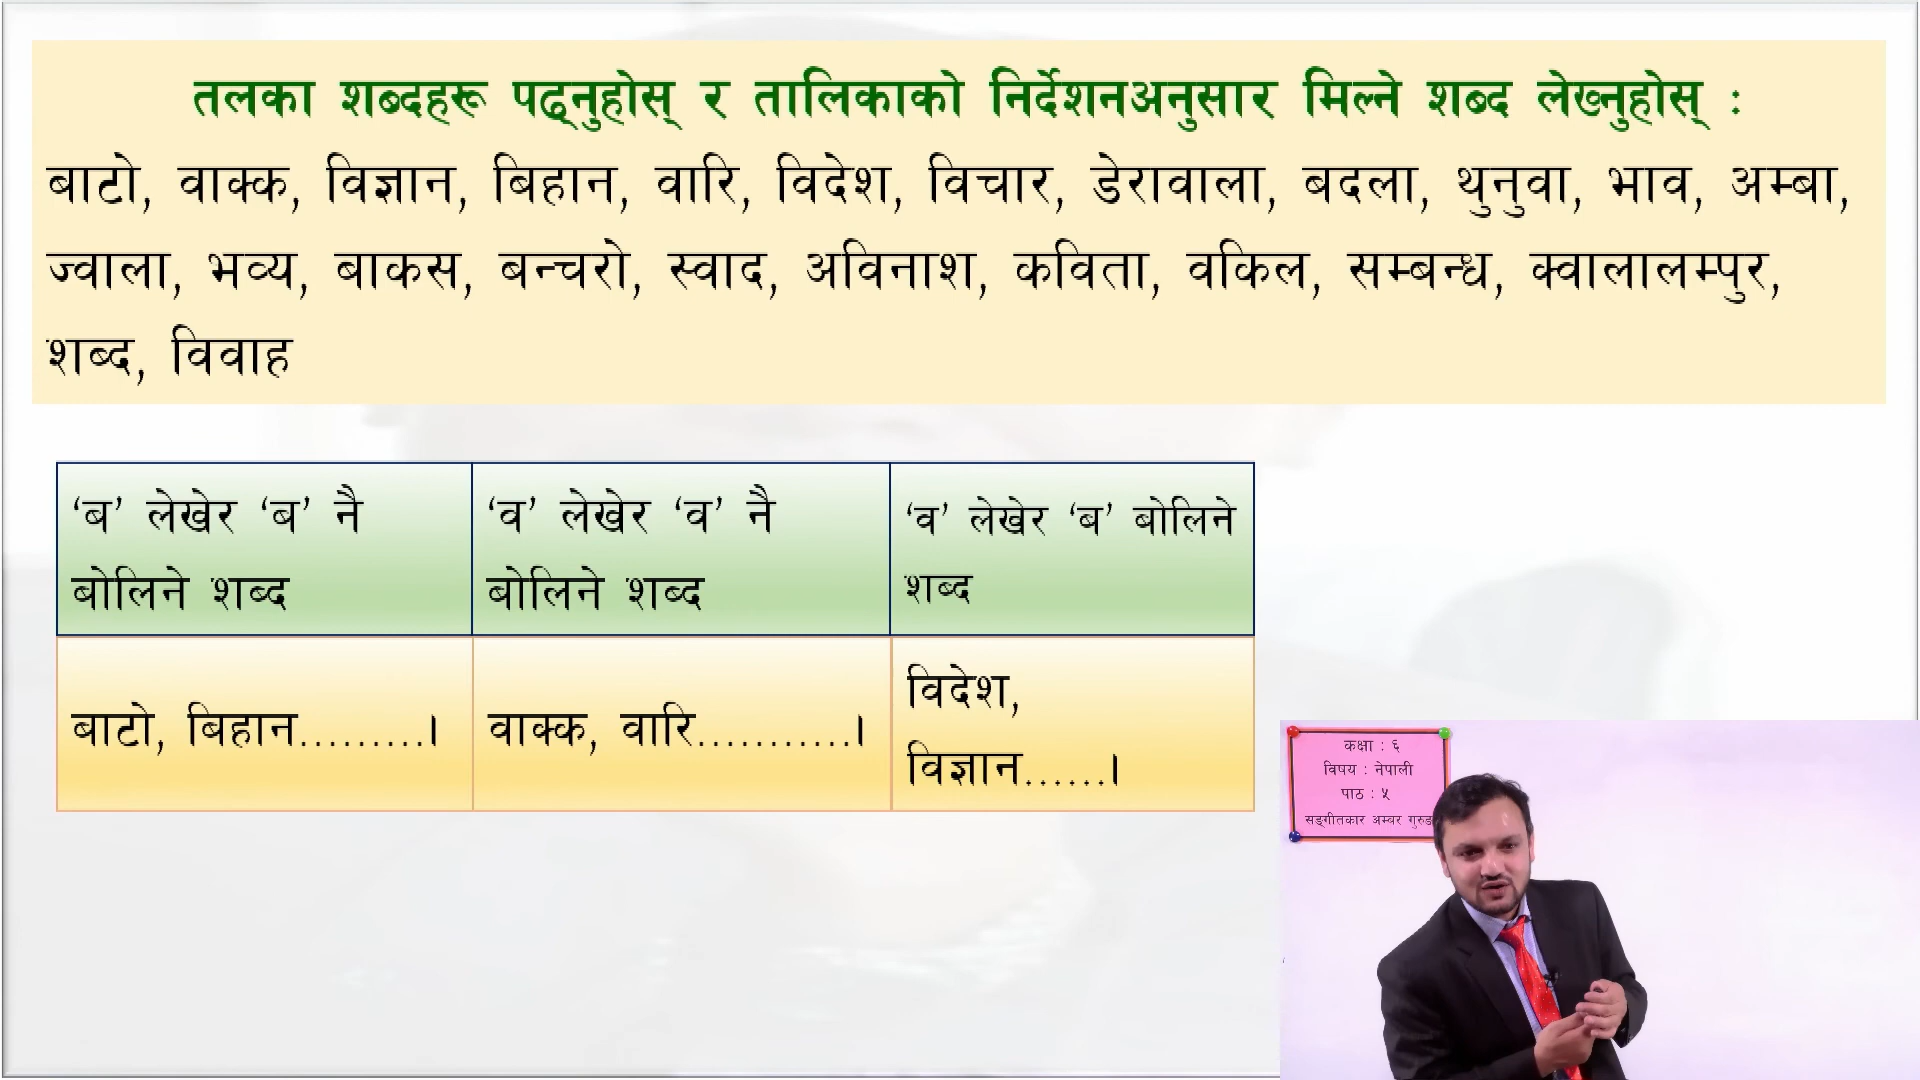 तलका शब्दहरू पढ्नुहोस् र तालिकाको निर्देशनअनुसार मिल्ने शब्द लेख्नुहोस् :
बाटो, वाक्क, विज्ञान, बिहान, वारि, विदेश, विचार, डेरावाला, बदला, थुनुवा, भाव, अम्बा,
ज्वाला, भव्य, बाकस, बन्चरो, स्वाद, अविनाश, कविता, वकिल, सम्बन्ध, क्वालालम्पुर,
शब्द, विवाह
‘ब’ लेखेर ‘ब’ नै
बोलिने शब्द
‘व’ लेखेर ‘व’ नै
बोलिने शब्द
‘व’ लेखेर ‘ब’ बोलिने
शब्द
बाटो, बिहान.........।
वाक्क, वारि...........।
विदेश,
विज्ञान......।
कक्षा : ६
विषय : नेपाली
पाठ : ५
सङ्गीतकार अम्बर गुरुङ